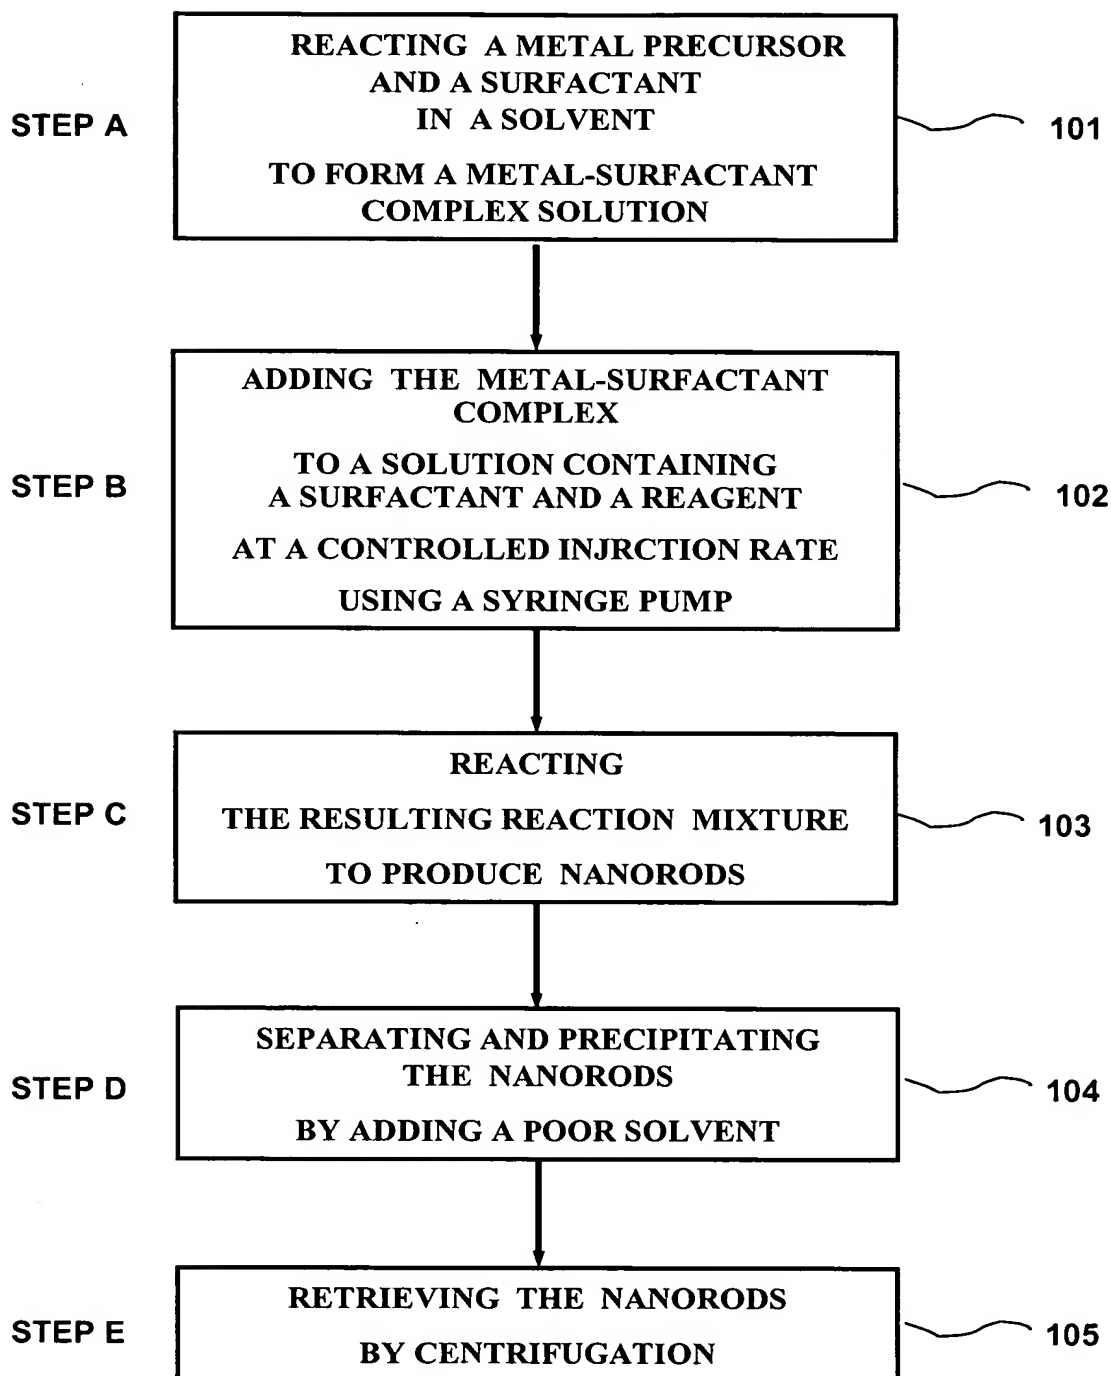 REACTING A METAL PRECURSOR
AND A SURFACTANT
IN A SOLVENT
TO FORM A METAL-SURFACTANT
COMPLEX SOLUTION
STEP A
101
ADDING THE METAL-SURFACTANT
COMPLEX
TO A SOLUTION CONTAINING
A SURFACTANT AND A REAGENT
AT A CONTROLLED INJRCTION RATE
USING A SYRINGE PUMP
STEP B
102
REACTING
THE RESULTING REACTION MIXTURE
TO PRODUCE NANORODS
STEP C
103
SEPARATING AND PRECIPITATING
THE NANORODS
BY ADDING A POOR SOLVENT
STEP D
104
RETRIEVING THE NANORODS
BY CENTRIFUGATION
STEP E
105